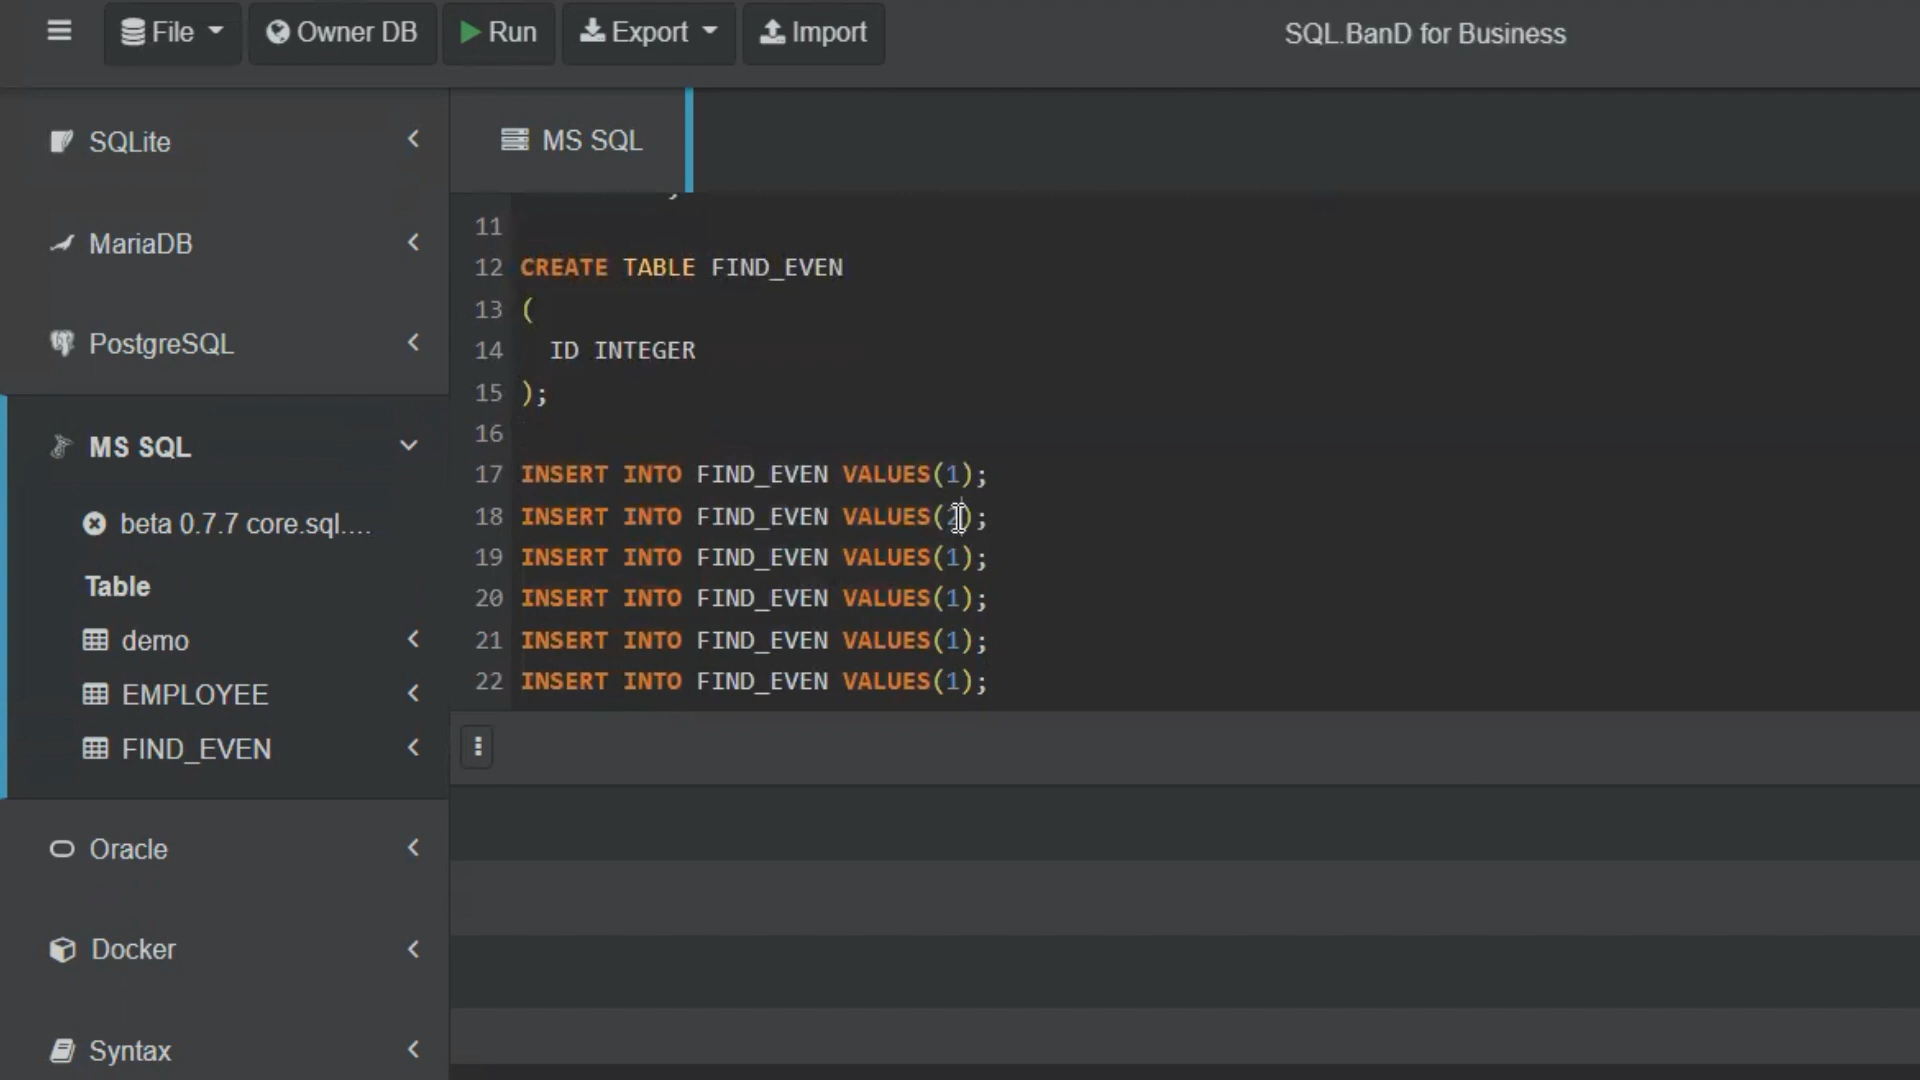 File
Owner DB
Run
Export
Import
SQL.BanD for Business
SQLite
MariaDB
PostgreSQL
MS SQL
beta 0.7.7 core.sql....
Table
demo
EMPLOYEE
FIND_EVEN
Oracle
Docker
Syntax
MS SQL
11
12 CREATE TABLE FIND_EVEN
13 (
14 ID INTEGER
15 );
16
17 INSERT INTO FIND_EVEN VALUES(1);
18 INSERT INTO FIND_EVEN VALUES(2);
19 INSERT INTO FIND_EVEN VALUES(1);
20 INSERT INTO FIND_EVEN VALUES(1);
21 INSERT INTO FIND_EVEN VALUES(1);
22 INSERT INTO FIND_EVEN VALUES(1);